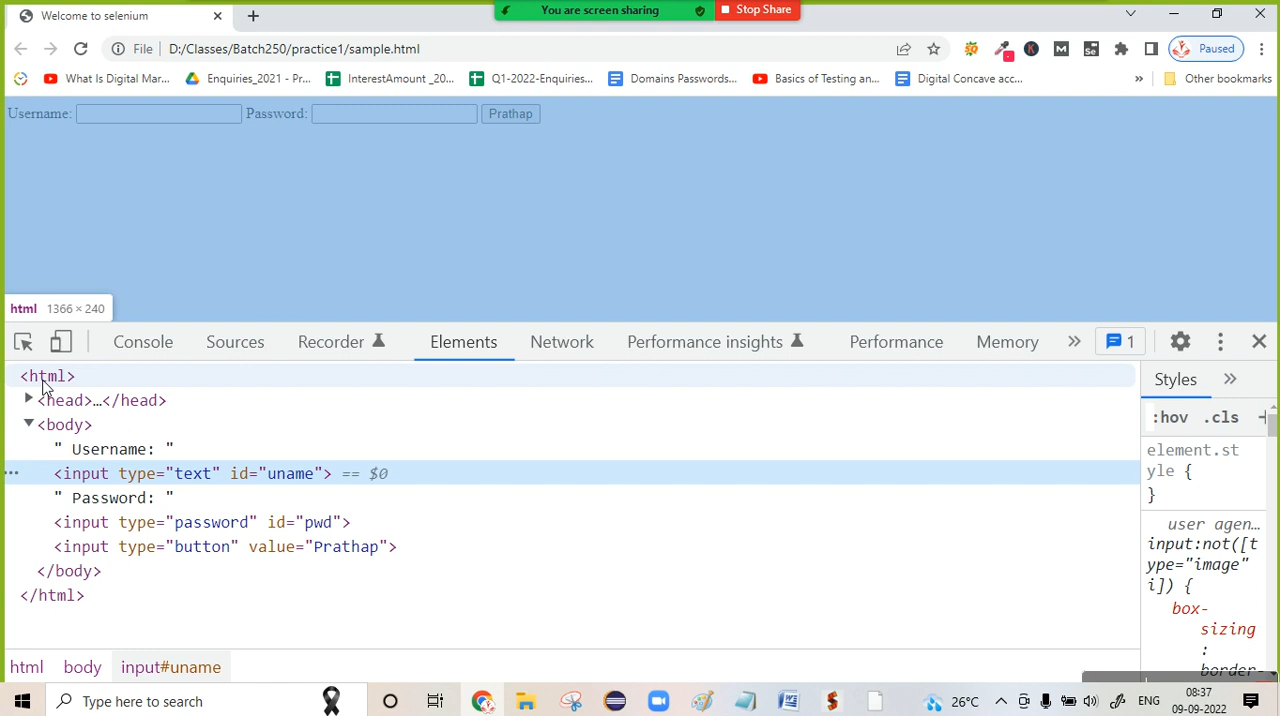 You are screen sharing Stop Share
Welcome to selenium
File D:/Classes/Batch250/practice1/sample.html Paused
What Is Digital Mar... Enquiries_2021 - Pr... InterestAmount _20... Q1-2022-Enquiries... Domains Passwords... Basics of Testing an... Digital Concave acc... » Other bookmarks
Username: Password: Prathap
html 1366 × 240
Console Sources Recorder Elements Network Performance insights Performance Memory » 1
<html>
<head>…</head>
<body>
" Username: "
<input type="text" id="uname"> == $0
" Password: "
<input type="password" id="pwd">
<input type="button" value="Prathap">
</body>
</html>
html body input#uname
Styles »
:hov .cls +
element.st
yle {
}
user agen…
input:not([t
ype="image"
i]) {
box-
sizing
:
border
Type here to search 26°C ENG 08:37
09-09-2022